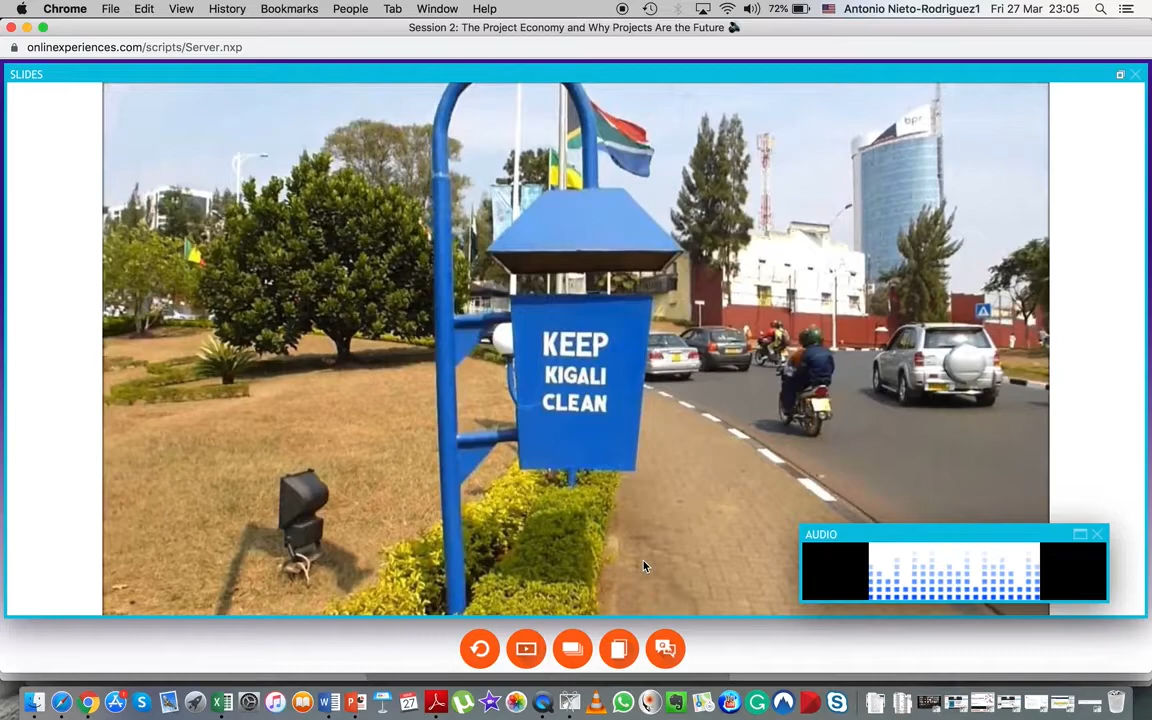 Chrome File Edit View History Bookmarks People Tab Window Help
72%
Antonio Nieto-Rodriguez1 Fri 27 Mar 23:05
Session 2: The Project Economy and Why Projects Are the Future
onlinexperiences.com/scripts/Server.nxp
SLIDES
bpr
KEEP
KIGALI
CLEAN
AUDIO
27